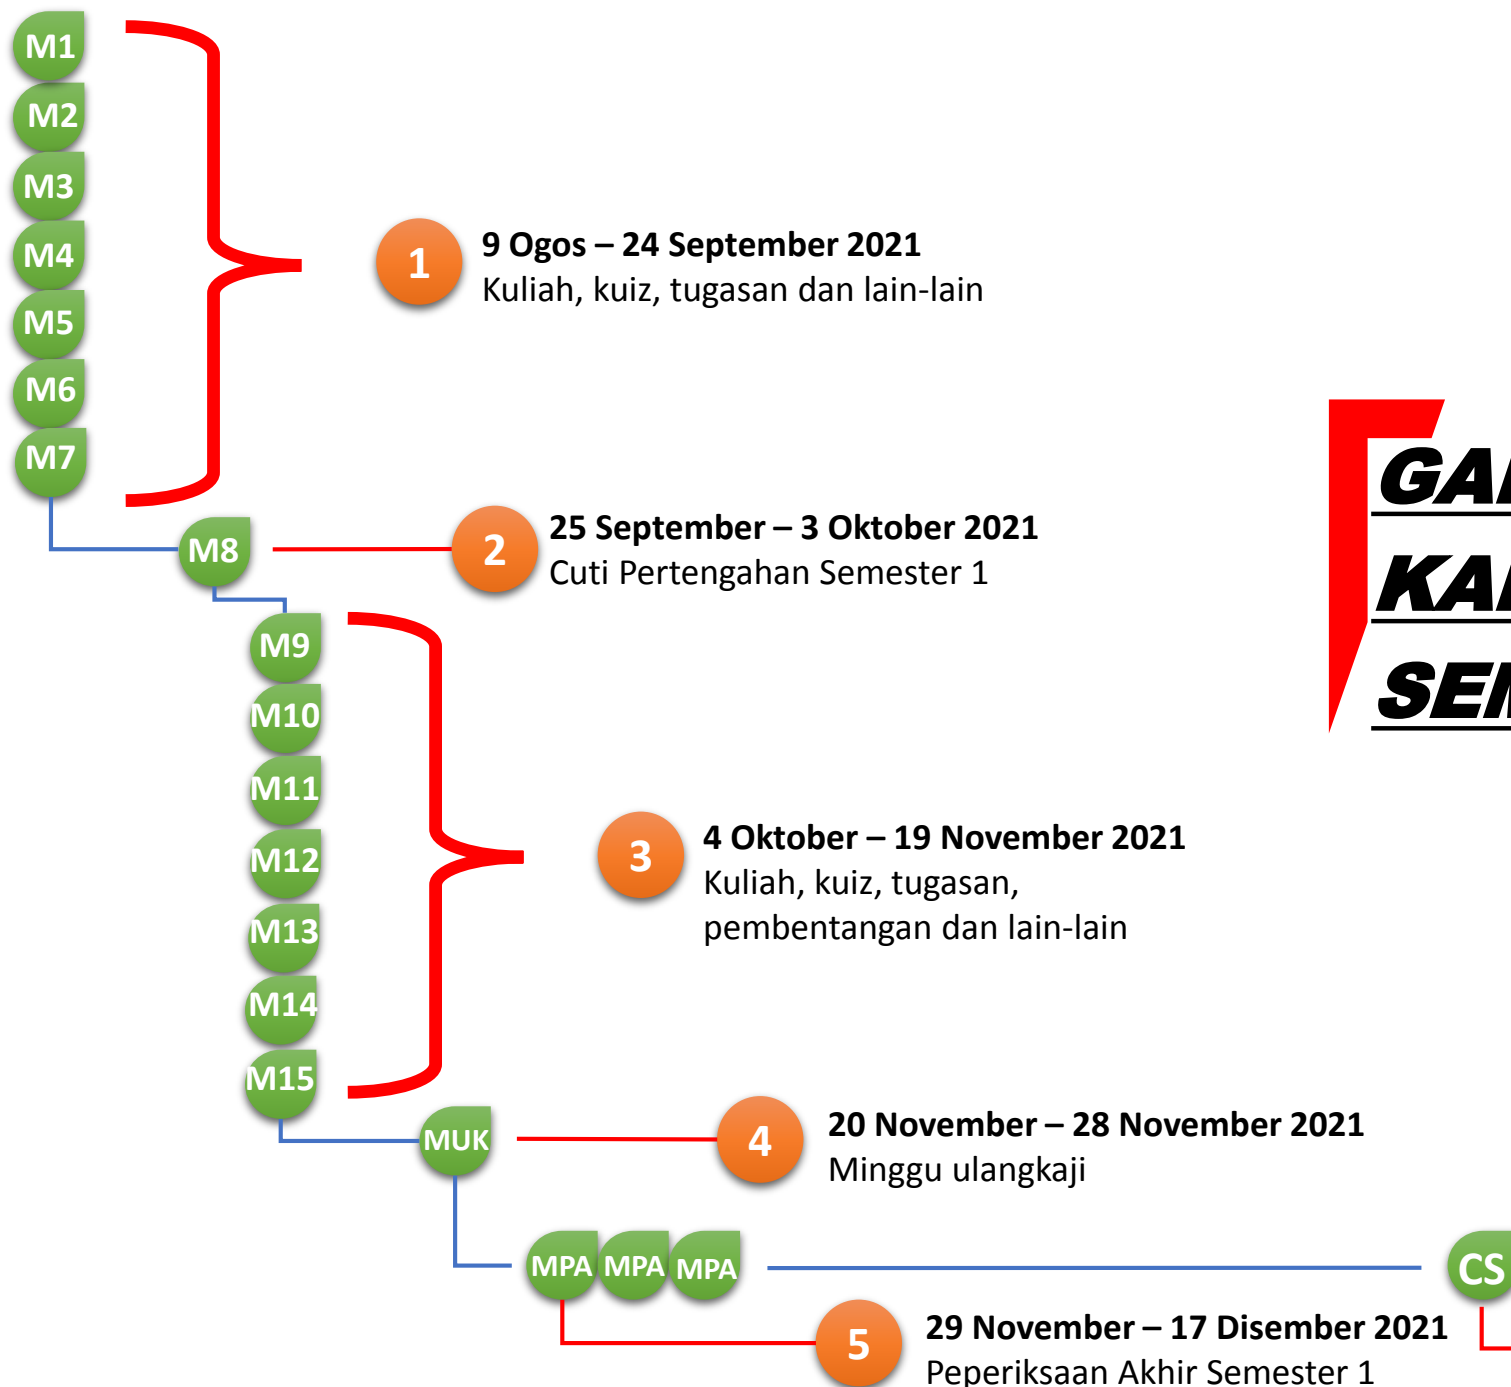 M1
M2
M3
M4
M5
M6
M7
1
9 Ogos – 24 September 2021
Kuliah, kuiz, tugasan dan lain-lain
M8
2
25 September – 3 Oktober 2021
Cuti Pertengahan Semester 1
M9
M10
M11
M12
M13
M14
M15
3
4 Oktober – 19 November 2021
Kuliah, kuiz, tugasan,
pembentangan dan lain-lain
MUK
4
20 November – 28 November 2021
Minggu ulangkaji
MPA MPA MPA
CS
5
29 November – 17 Disember 2021
Peperiksaan Akhir Semester 1